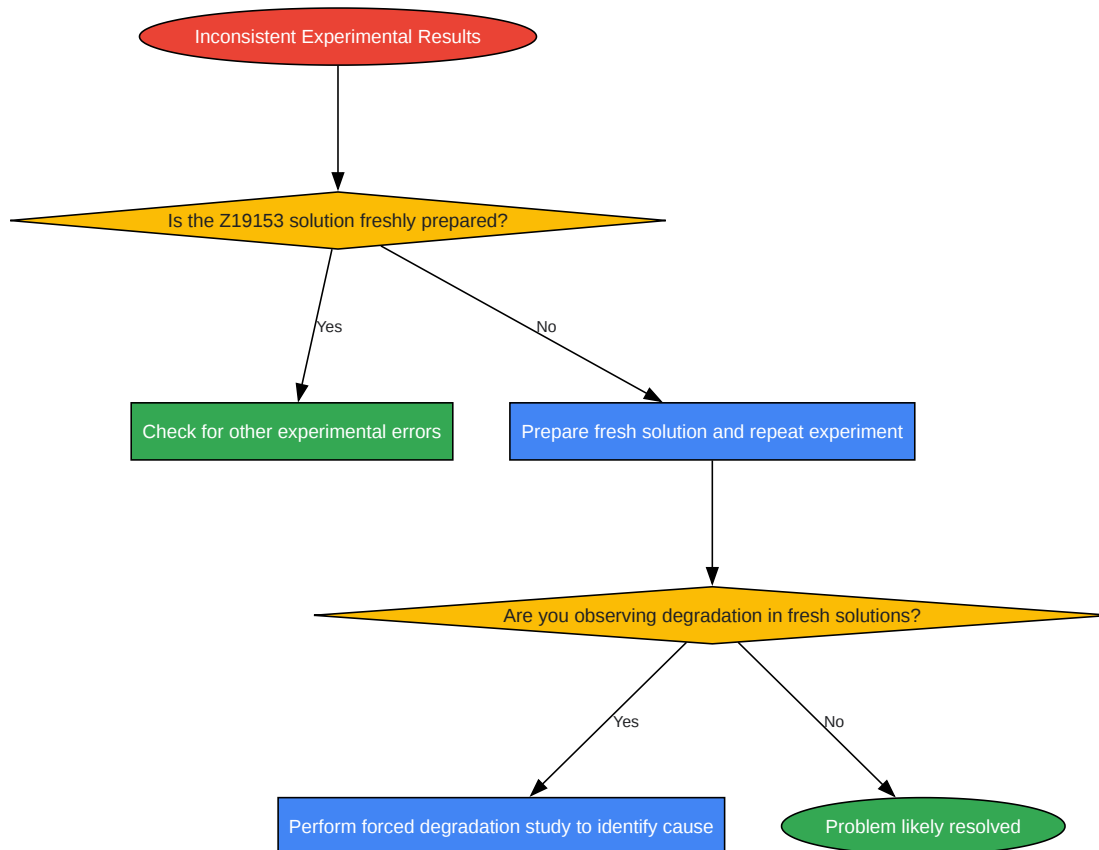 Inconsistent Experimental Results
Is the Z19153 solution freshly prepared?
Yes
No
Check for other experimental errors
Prepare fresh solution and repeat experiment
Are you observing degradation in fresh solutions?
Yes
No
Perform forced degradation study to identify cause
Problem likely resolved